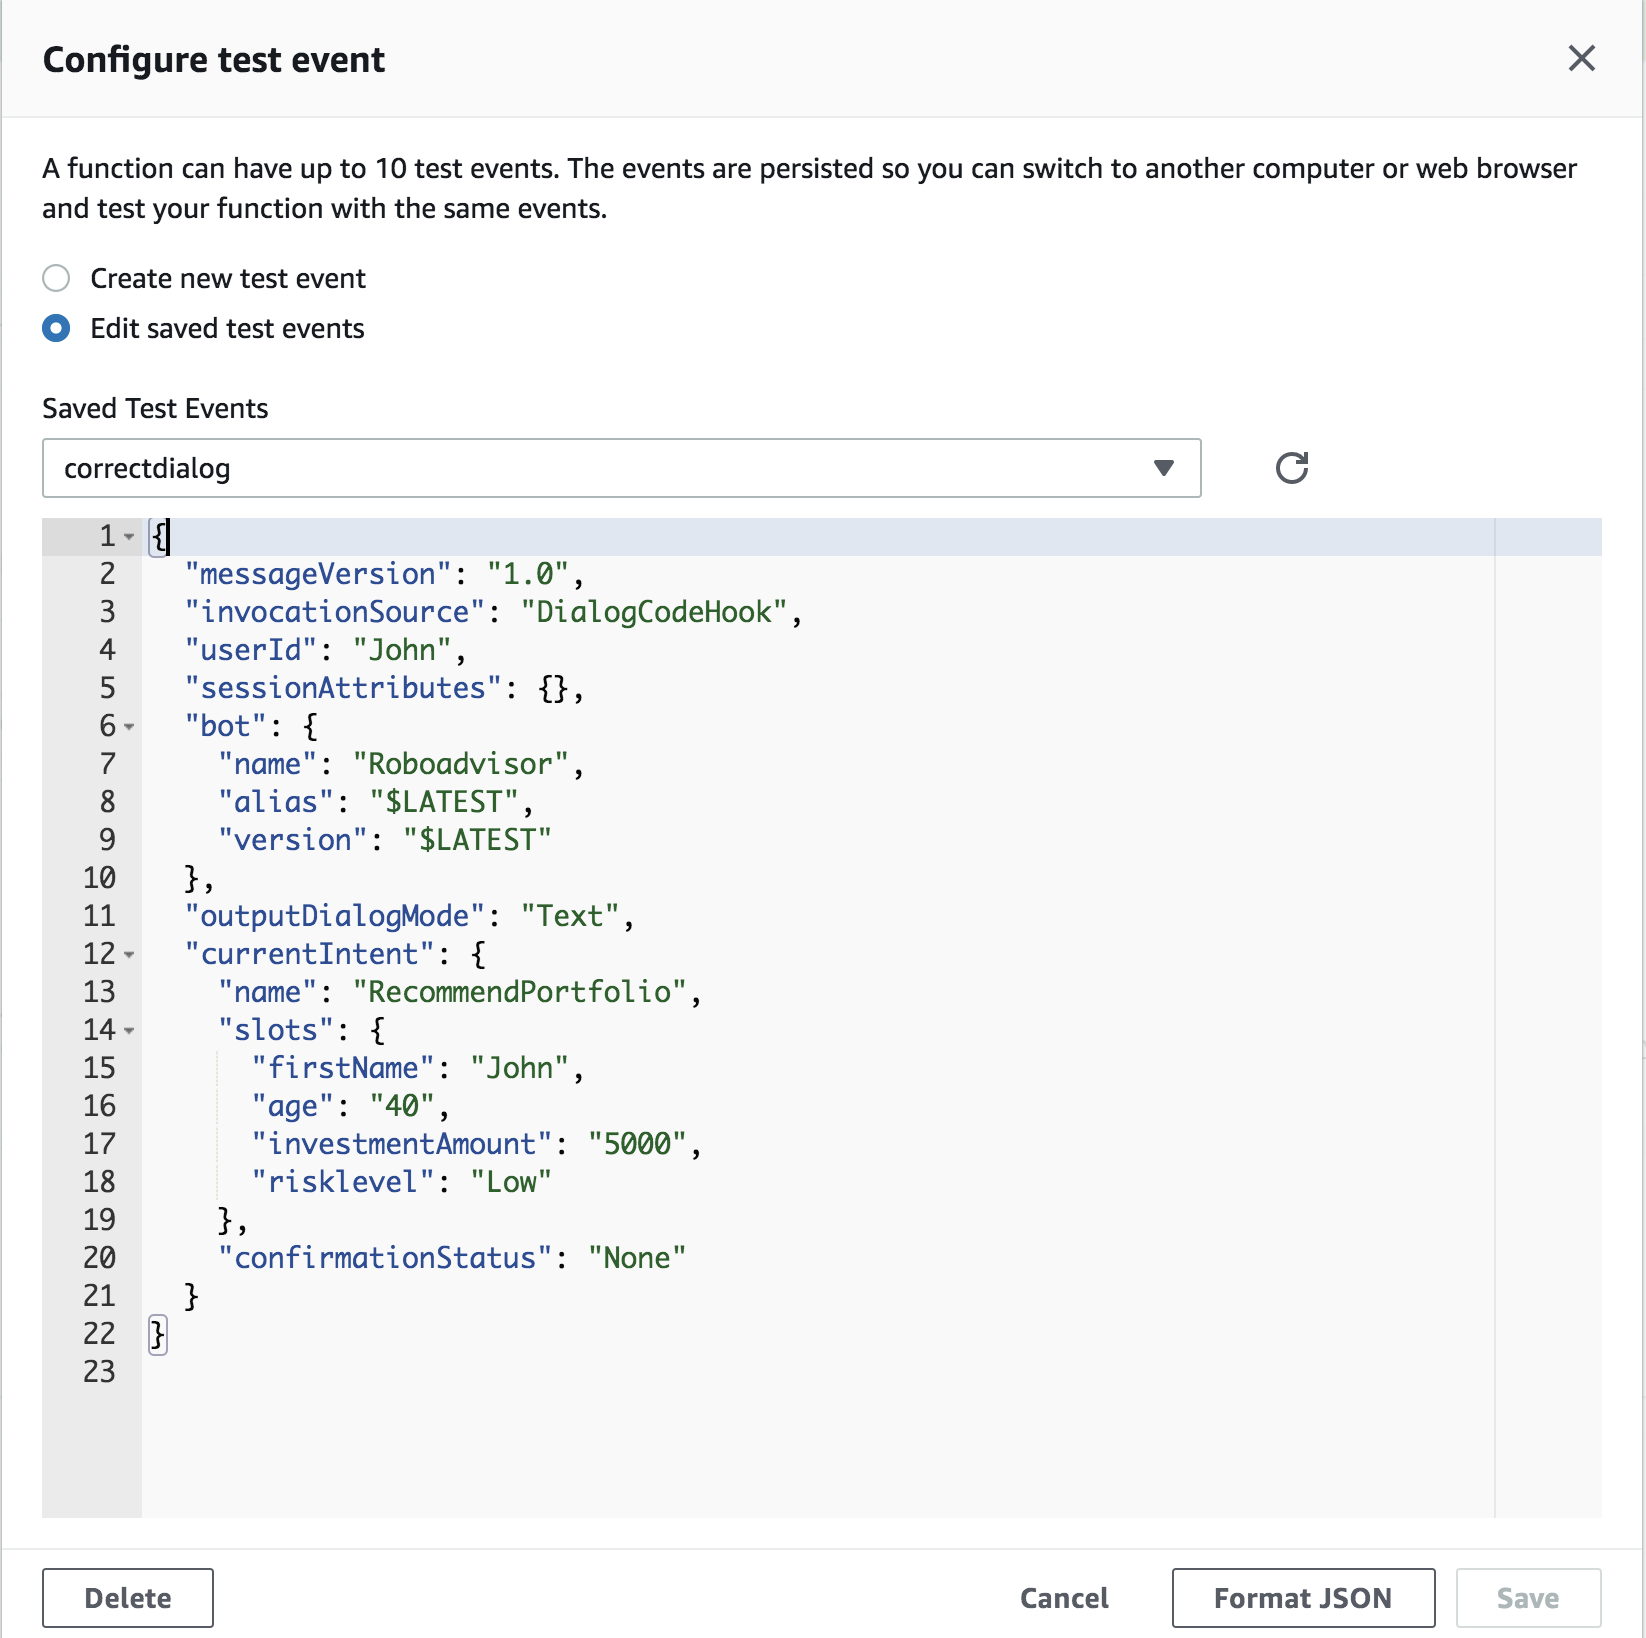 Configure test event
A function can have up to 10 test events. The events are persisted so you can switch to another computer or web browser
and test your function with the same events.
Create new test event
Edit saved test events
Saved Test Events
correctdialog
1 {
2 "messageVersion": "1.0",
3 "invocationSource": "DialogCodeHook",
4 "userId": "John",
5 "sessionAttributes": {},
6 "bot": {
7 "name": "Roboadvisor",
8 "alias": "$LATEST",
9 "version": "$LATEST"
10 },
11 "outputDialogMode": "Text",
12 "currentIntent": {
13 "name": "RecommendPortfolio",
14 "slots": {
15 "firstName": "John",
16 "age": "40",
17 "investmentAmount": "5000",
18 "risklevel": "Low"
19 },
20 "confirmationStatus": "None"
21 }
22 }
23
Delete Cancel Format JSON Save